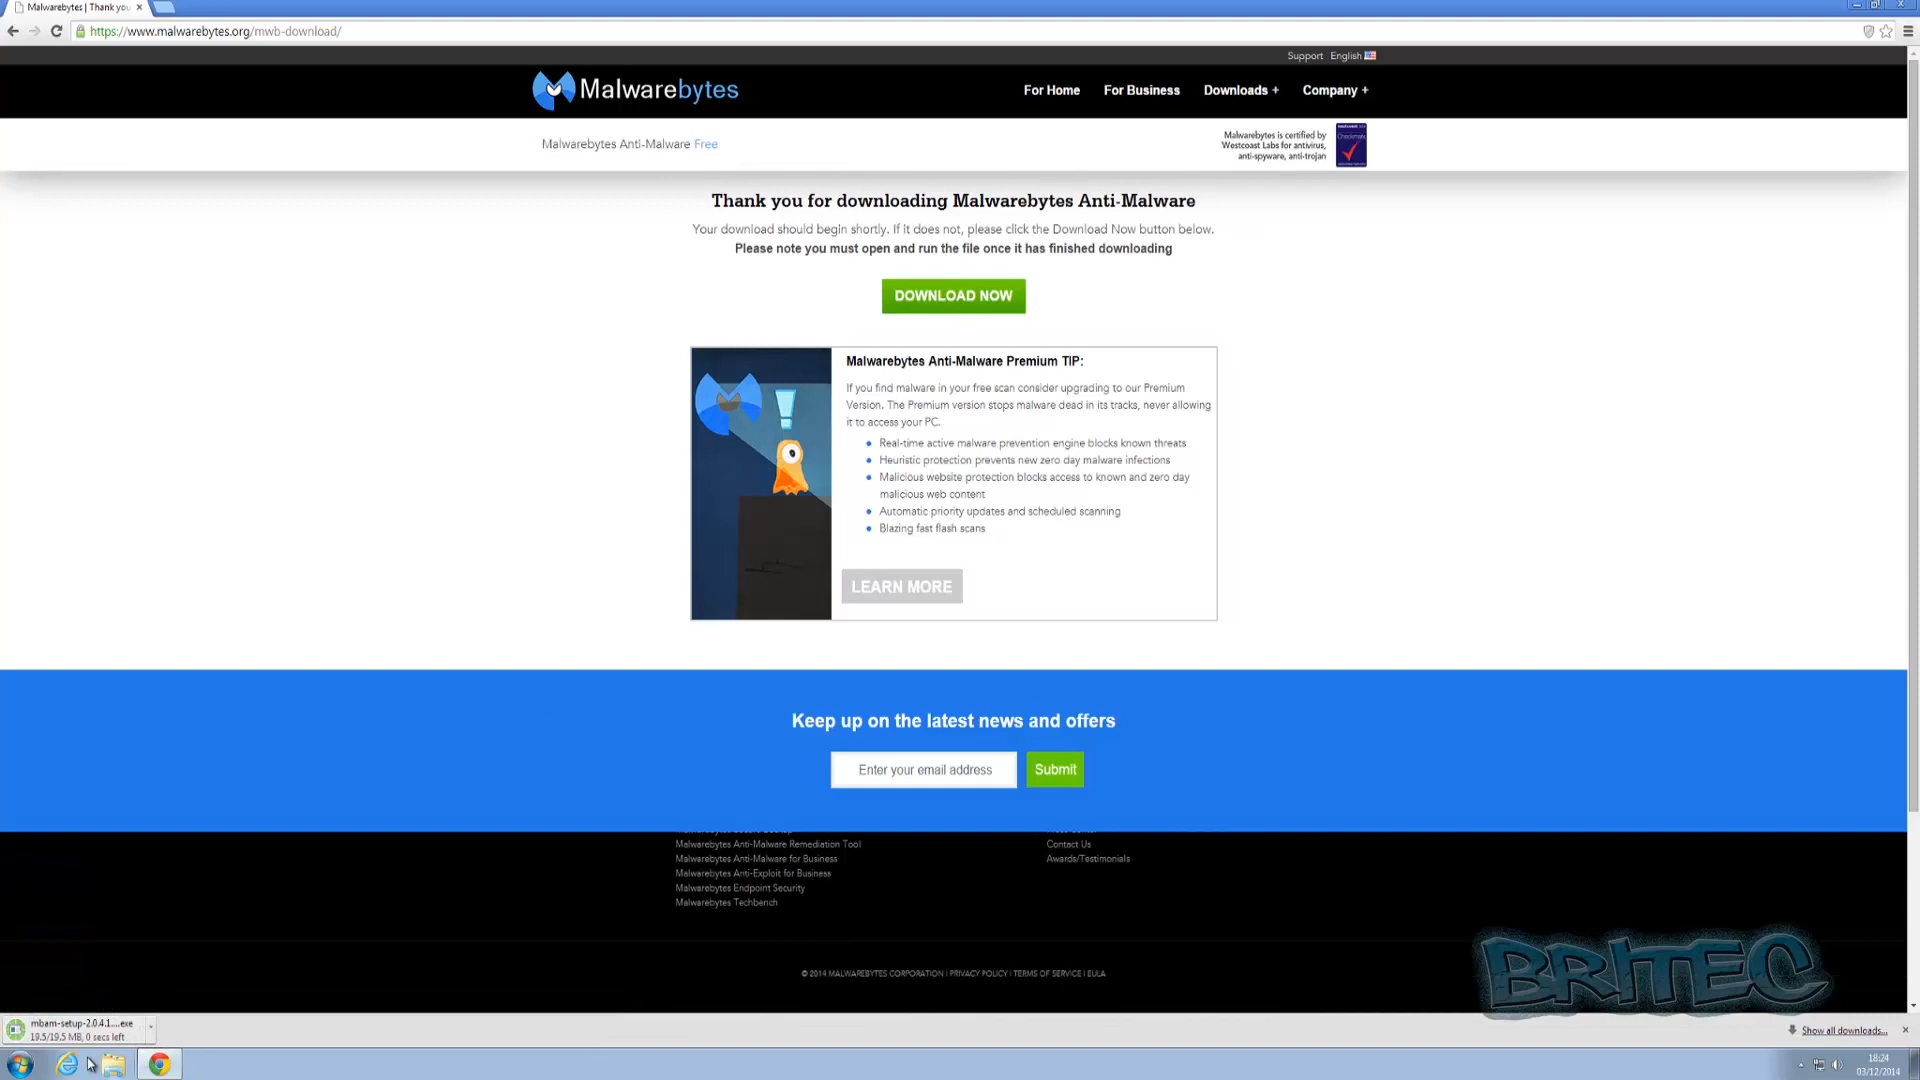 Malwarebytes | Thank you
https://www.malwarebytes.org/mwb-download/
Support English
Malwarebytes
For Home For Business Downloads + Company +
Malwarebytes Anti-Malware Free
Malwarebytes is certified by
Westcoast Labs for antivirus,
anti-spyware, anti-trojan
Checkmark
Thank you for downloading Malwarebytes Anti-Malware
Your download should begin shortly. If it does not, please click the Download Now button below.
Please note you must open and run the file once it has finished downloading
DOWNLOAD NOW
Malwarebytes Anti-Malware Premium TIP:
If you find malware in your free scan consider upgrading to our Premium
Version. The Premium version stops malware dead in its tracks, never allowing
it to access your PC.
Real-time active malware prevention engine blocks known threats
Heuristic protection prevents new zero day malware infections
Malicious website protection blocks access to known and zero day
malicious web content
Automatic priority updates and scheduled scanning
Blazing fast flash scans
LEARN MORE
Keep up on the latest news and offers
Enter your email address Submit
Malwarebytes Anti-Malware Remediation Tool
Malwarebytes Anti-Malware for Business
Malwarebytes Anti-Exploit for Business
Malwarebytes Endpoint Security
Malwarebytes Techbench
Contact Us
Awards/Testimonials
© 2014 MALWAREBYTES CORPORATION | PRIVACY POLICY | TERMS OF SERVICE | EULA
BRITEC
mbam-setup-2.0.4.1....exe
19.5/19.5 MB, 0 secs left
Show all downloads...
18:24
03/12/2014